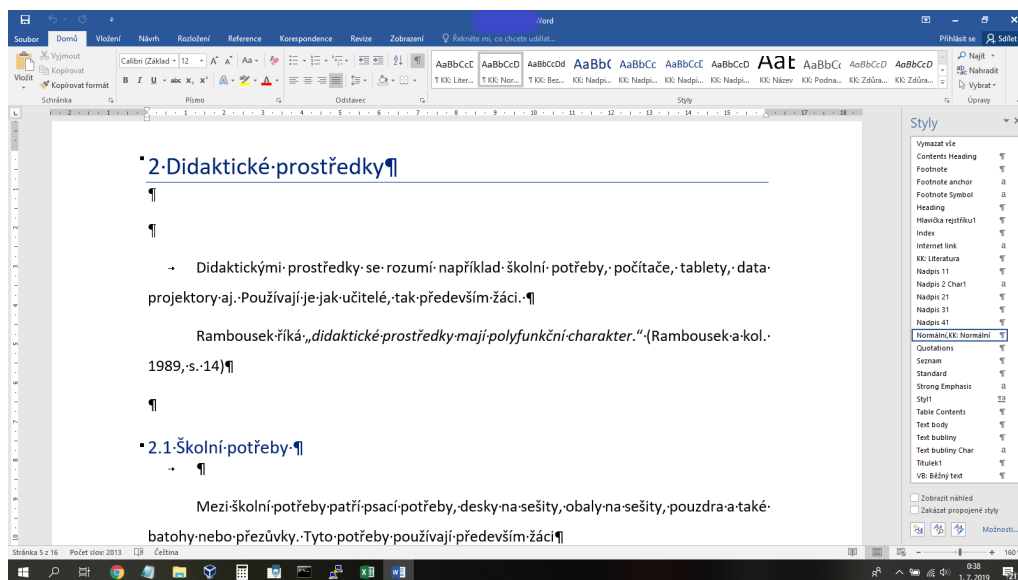 Word
Soubor Domů Vložení Návrh Rozložení Reference Korespondence Revize Zobrazení Řekněte mi, co chcete udělat... Přihlásit se Sdílet
Vložit
Vyjmout
Kopírovat
Kopírovat formát
Schránka
Calibri (Základ 12
Písmo
Odstavec
AaBbCcD AaBbCcD AaBbCcDd AaBb( AaBbCc AaBbCcE AaBbCcD AaE AaBbC( AaBbCcD AaBbCcD
¶ KK: Liter... ¶ KK: Nor... ¶ KK: Bez... KK: Nadpi... KK: Nadpi... KK: Nadpi... KK: Nadpi... KK: Název KK: Podna... KK: Zdůra... KK: Zdůra...
Styly
Najít
Nahradit
Vybrat
Úpravy
2·Didaktické·prostředky¶
¶
¶
→ Didaktickými·prostředky·se·rozumí·například·školní·potřeby,·počítače,·tablety,·data·
projektory·aj.·Používají·je·jak·učitelé,·tak·především·žáci.·¶
Rambousek·říká·„didaktické·prostředky·mají·polyfunkční·charakter.“·(Rambousek·a·kol.·
1989,·s.·14)¶
¶
2.1·Školní·potřeby·¶
→ ¶
Mezi·školní·potřeby·patří·psací·potřeby,·desky·na·sešity,·obaly·na·sešity,·pouzdra·a·také·
batohy·nebo·přezůvky.·Tyto·potřeby·používají·především·žáci¶
Styly
Vymazat vše
Contents Heading ¶
Footnote ¶
Footnote anchor a
Footnote Symbol a
Heading ¶
Hlavička rejstříku1 ¶
Index ¶
Internet link a
KK: Literatura ¶
Nadpis 11 ¶
Nadpis 2 Char1 a
Nadpis 21 ¶
Nadpis 31 ¶
Nadpis 41 ¶
Normální,KK: Normální ¶
Quotations ¶
Seznam ¶
Standard ¶
Strong Emphasis a
Styl1 ¶a
Table Contents ¶
Text body ¶
Text bubliny ¶
Text bubliny Char a
Titulek1 ¶
VB: Běžný text ¶
Zobrazit náhled
Zakázat propojené styly
Možnosti...
Stránka 5 z 16 Počet slov: 2013 Čeština
0:38
1. 7. 2019